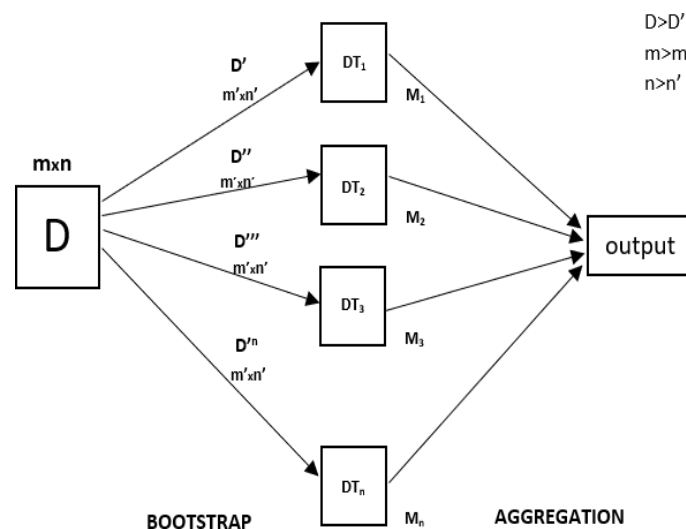 D>D'
m>m
n>n'
D'
m'xn'
DT₁
M₁
mxn
D
D''
m'xn'
DT₂
M₂
D'''
m'xn'
DT₃
M₃
output
D'ⁿ
m'xn'
DTₙ
Mₙ
BOOTSTRAP
AGGREGATION